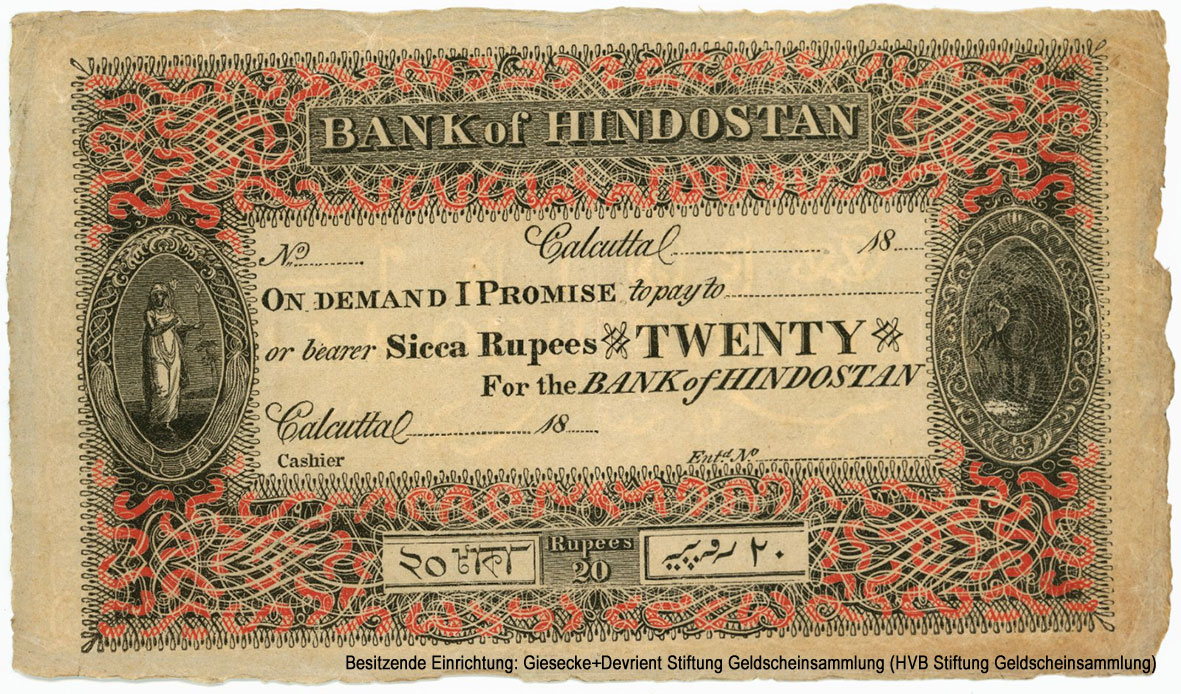 BANK of HINDOSTAN
No
Calcutta 18
ON DEMAND I PROMISE to pay to
or bearer Sicca Rupees TWENTY
For the BANK of HINDOSTAN
Calcutta 18
Cashier Entd. No
২০ টাকা
Rupees
20
۲۰ روپیہ
Besitzende Einrichtung: Giesecke+Devrient Stiftung Geldscheinsammlung (HVB Stiftung Geldscheinsammlung)